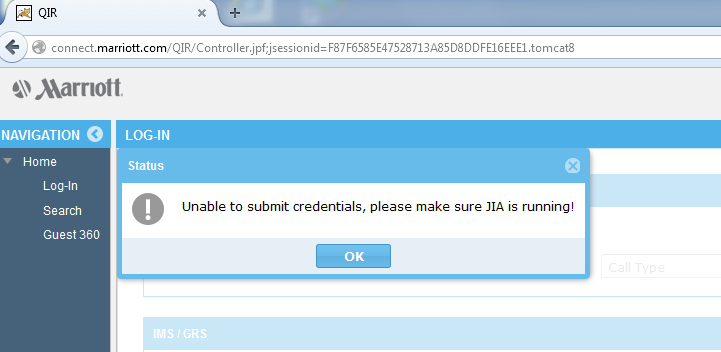 QIR
connect.marriott.com/QIR/Controller.jpf;jsessionid=F87F6585E47528713A85D8DDFE16EEE1.tomcat8
Marriott
NAVIGATION
LOG-IN
Home
Log-In
Search
Guest 360
Status
Unable to submit credentials, please make sure JIA is running!
OK
Call Type
IMS / GRS